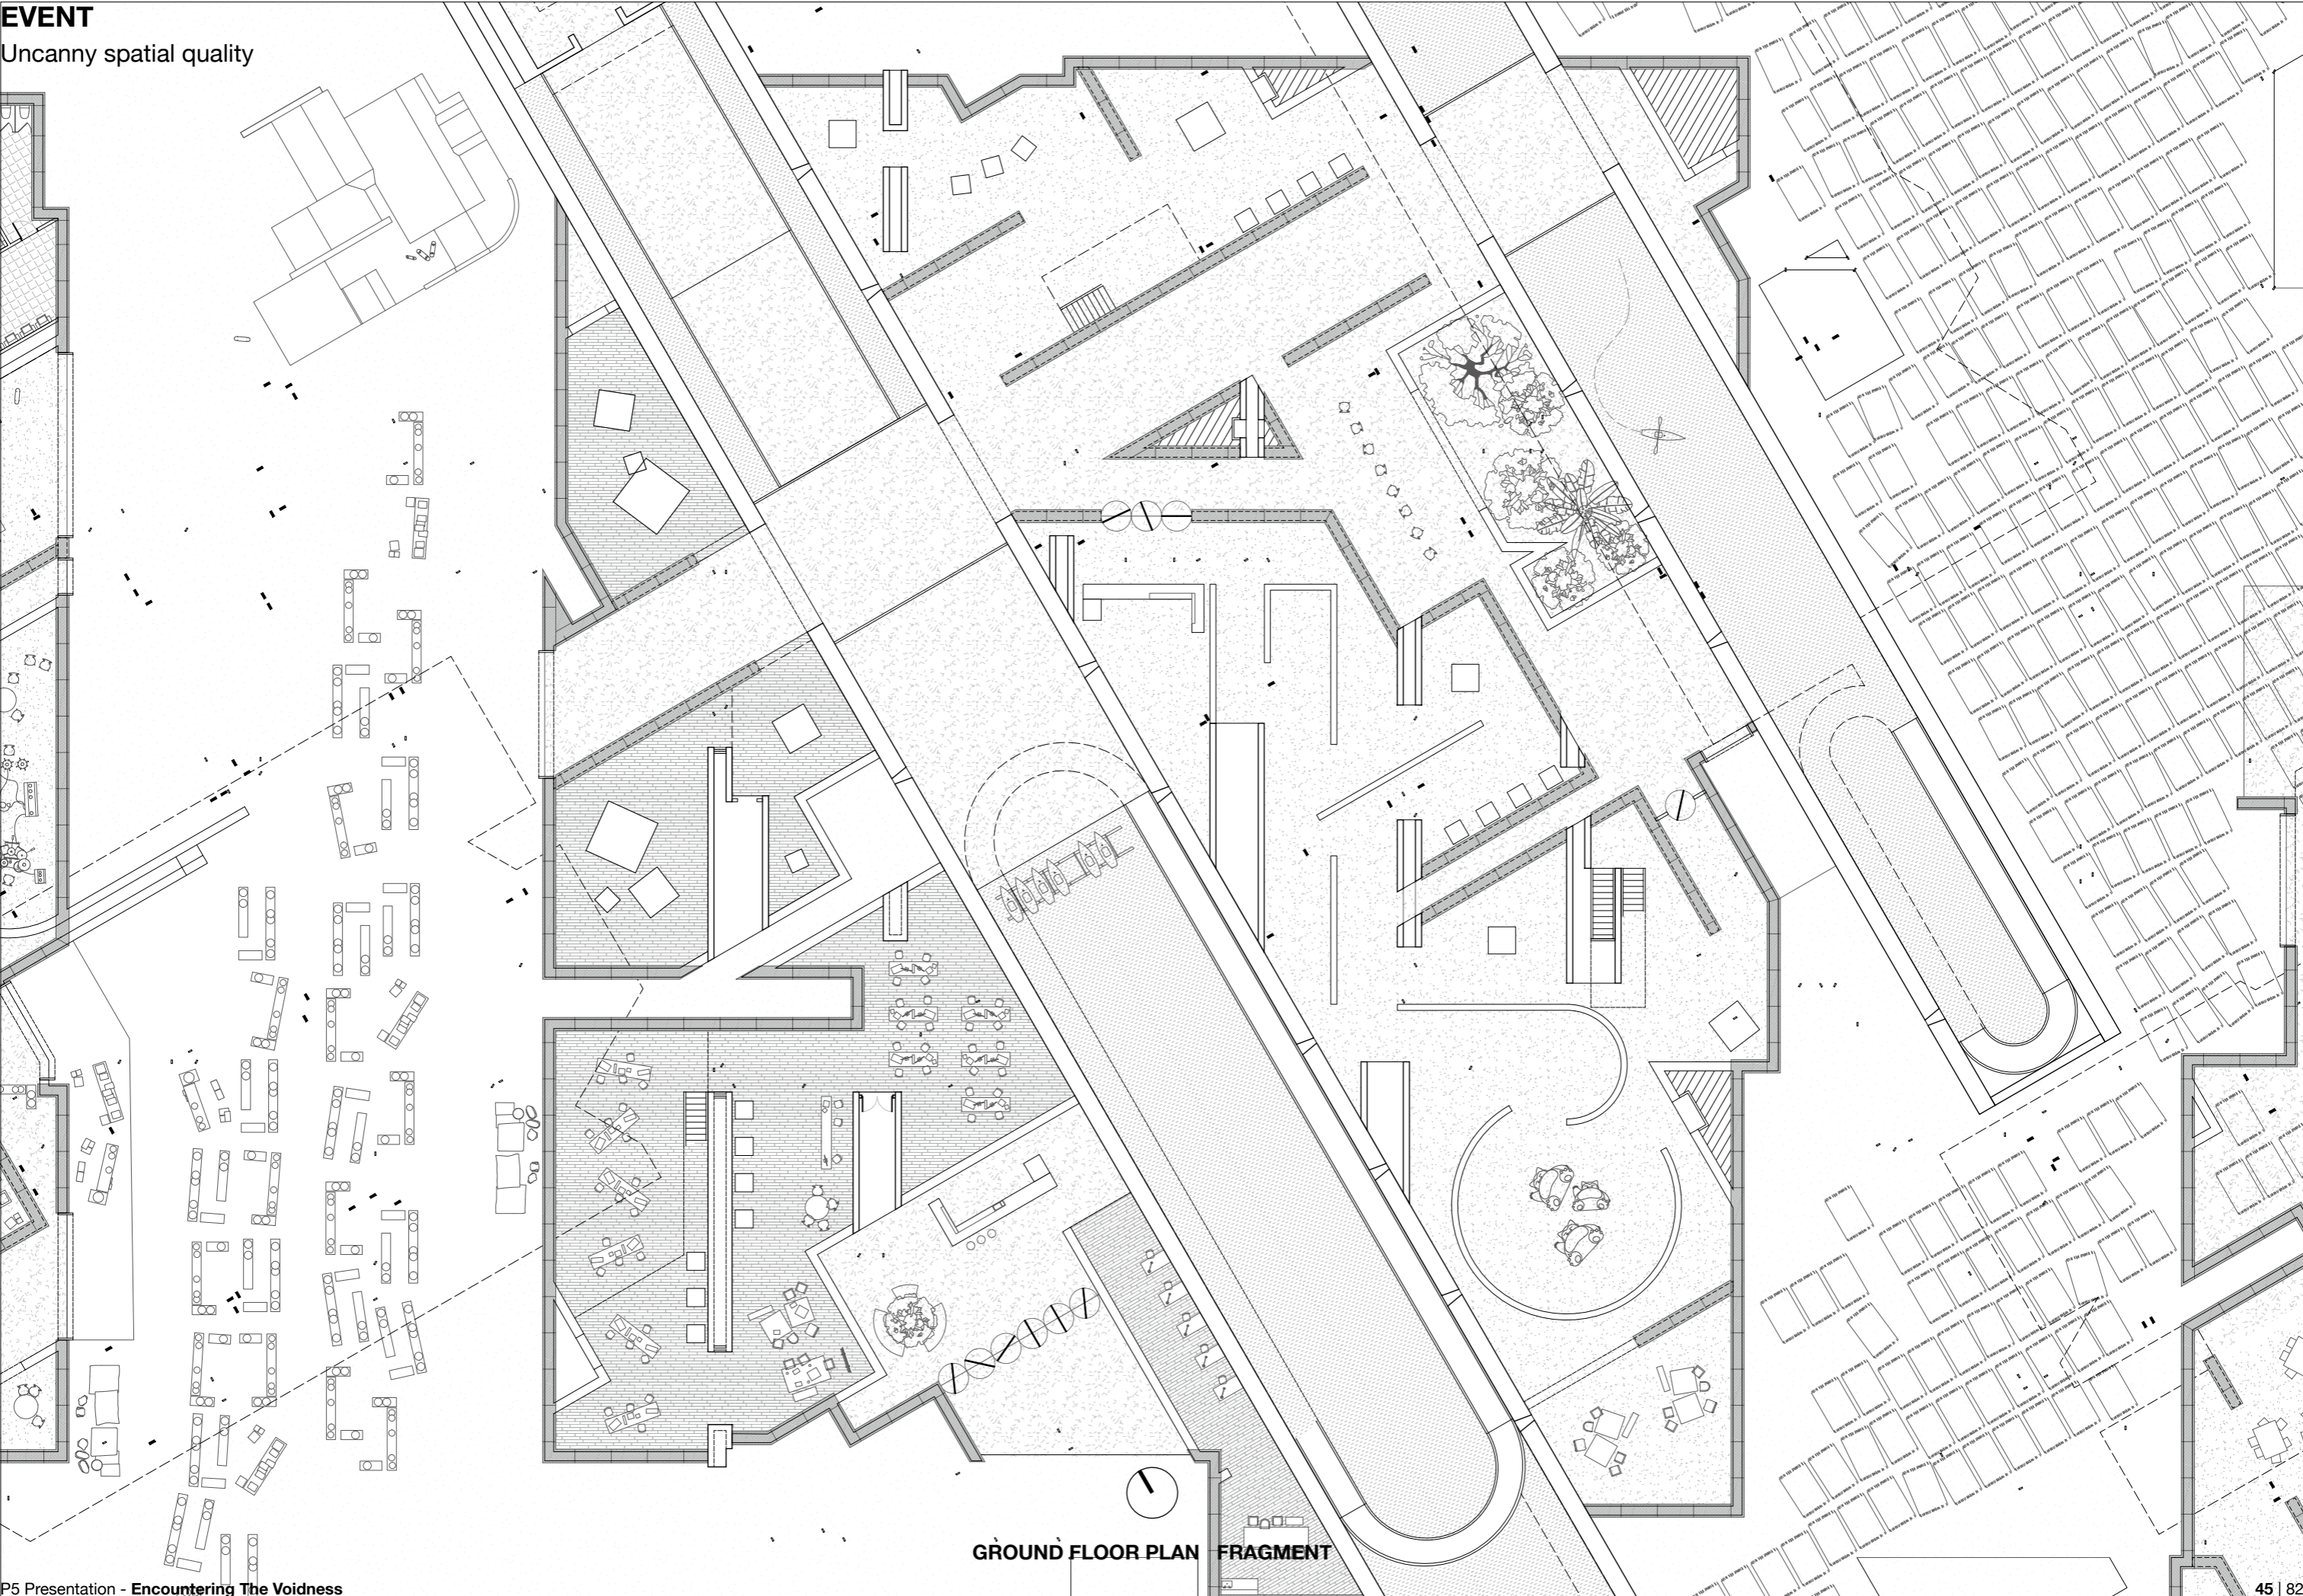 EVENT
Uncanny spatial quality
GROUND FLOOR PLAN FRAGMENT
P5 Presentation - Encountering The Voidness
45 | 82